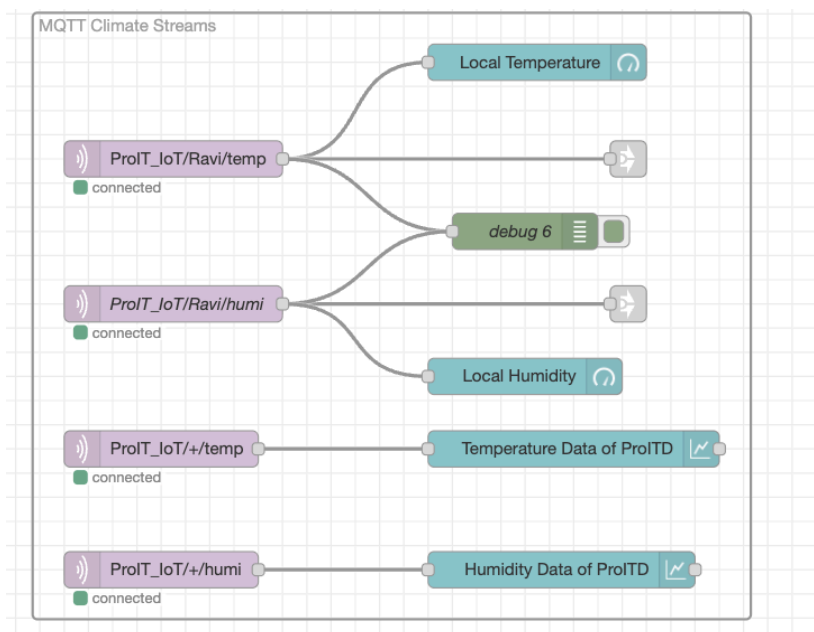 MQTT Climate Streams
Local Temperature
ProIT_IoT/Ravi/temp
connected
debug 6
ProIT_IoT/Ravi/humi
connected
Local Humidity
ProIT_IoT/+/temp
Temperature Data of ProITD
connected
ProIT_IoT/+/humi
Humidity Data of ProITD
connected